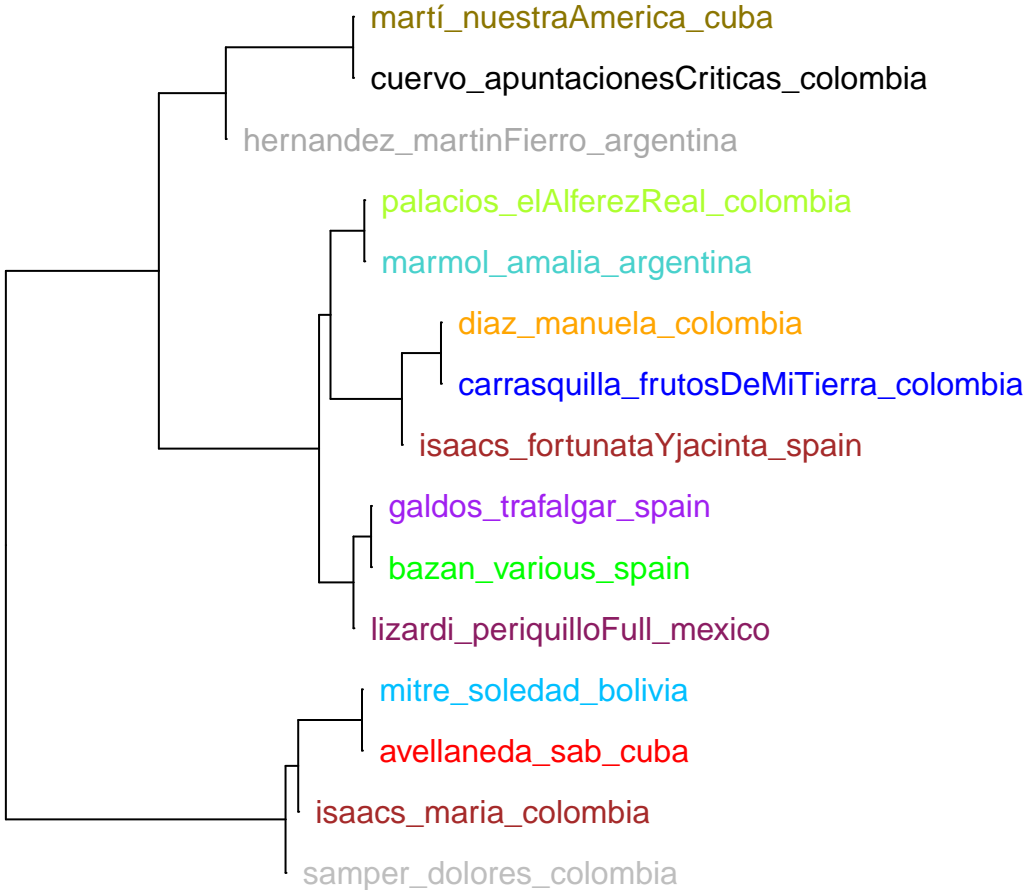 martí_nuestraAmerica_cuba
cuervo_apuntacionesCriticas_colombia
hernandez_martinFierro_argentina
palacios_elAlferezReal_colombia
marmol_amalia_argentina
diaz_manuela_colombia
carrasquilla_frutosDeMiTierra_colombia
isaacs_fortunataYjacinta_spain
galdos_trafalgar_spain
bazan_various_spain
lizardi_periquilloFull_mexico
mitre_soledad_bolivia
avellaneda_sab_cuba
isaacs_maria_colombia
samper_dolores_colombia